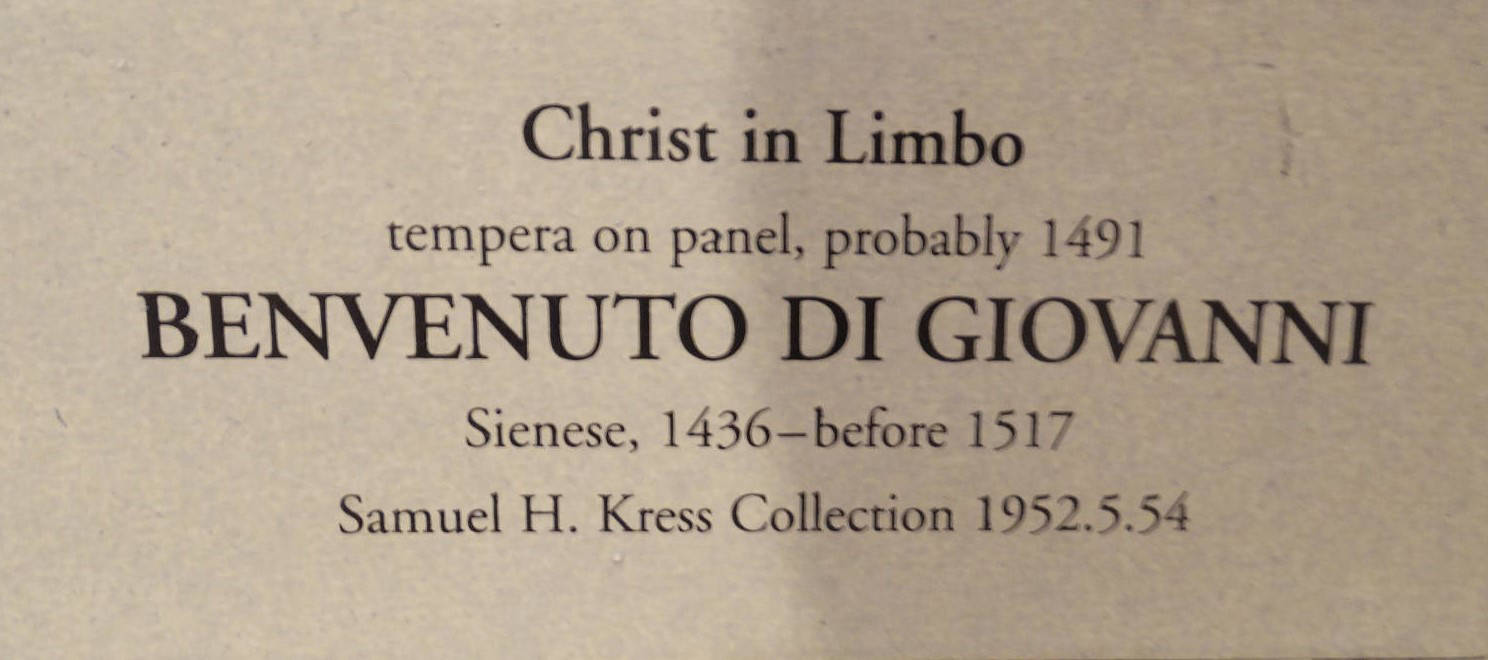 Christ in Limbo
tempera on panel, probably 1491
BENVENUTO DI GIOVANNI
Sienese, 1436–before 1517
Samuel H. Kress Collection 1952.5.54